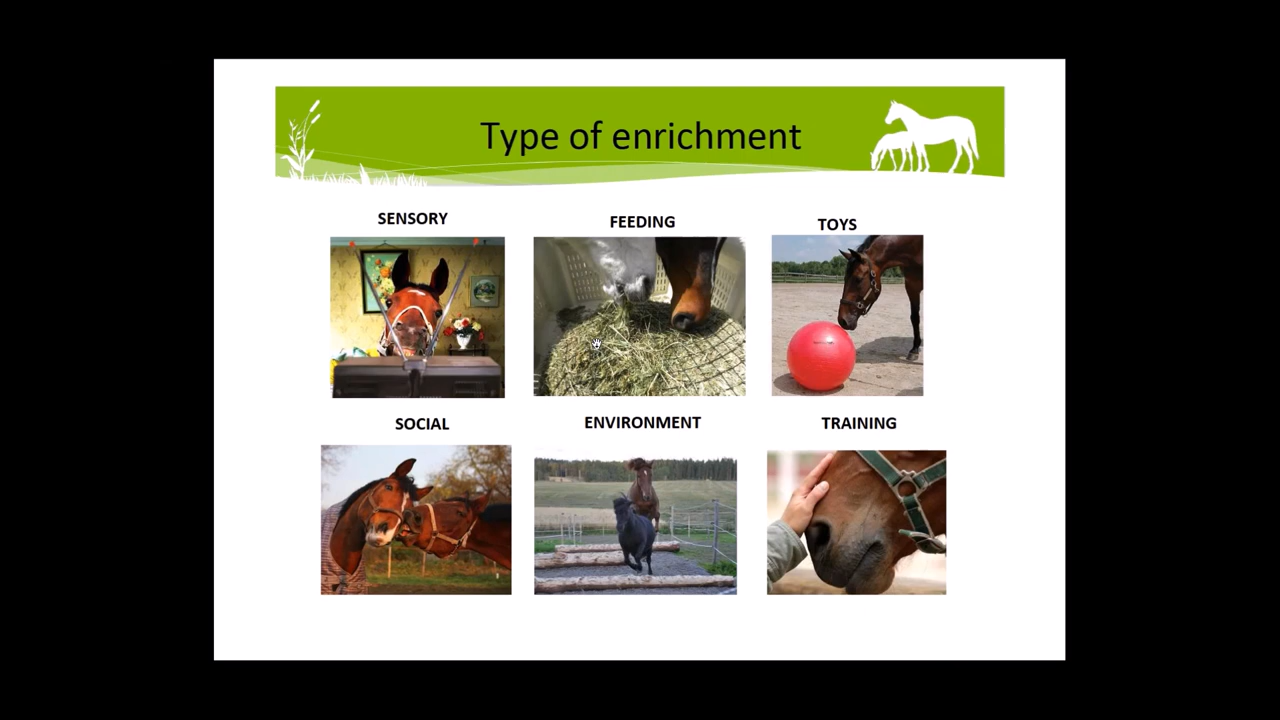 Type of enrichment
SENSORY
FEEDING
TOYS
SOCIAL
ENVIRONMENT
TRAINING